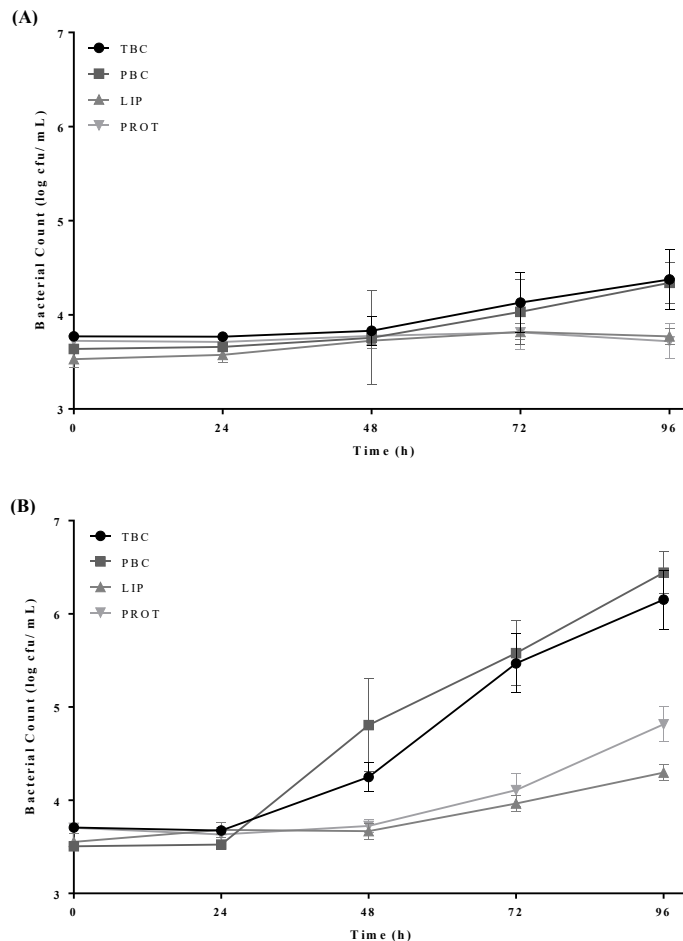 (A)
7
6
5
4
3
Bacterial Count (log cfu/ mL)
TBC
PBC
LIP
PROT
0 24 48 72 96
Time (h)
(B)
7
6
5
4
3
Bacterial Count (log cfu/ mL)
TBC
PBC
LIP
PROT
0 24 48 72 96
Time (h)